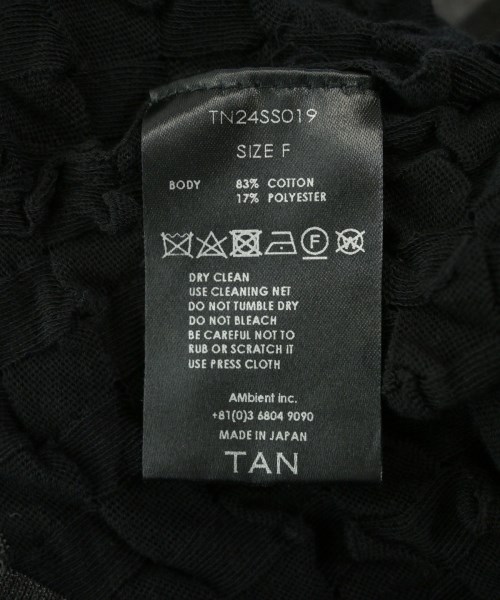 TN24SS019
SIZE F
BODY 83% COTTON
17% POLYESTER
F W
DRY CLEAN
USE CLEANING NET
DO NOT TUMBLE DRY
DO NOT BLEACH
BE CAREFUL NOT TO
RUB OR SCRATCH IT
USE PRESS CLOTH
AMbient inc.
+81(0)3 6804 9090
MADE IN JAPAN
TAN